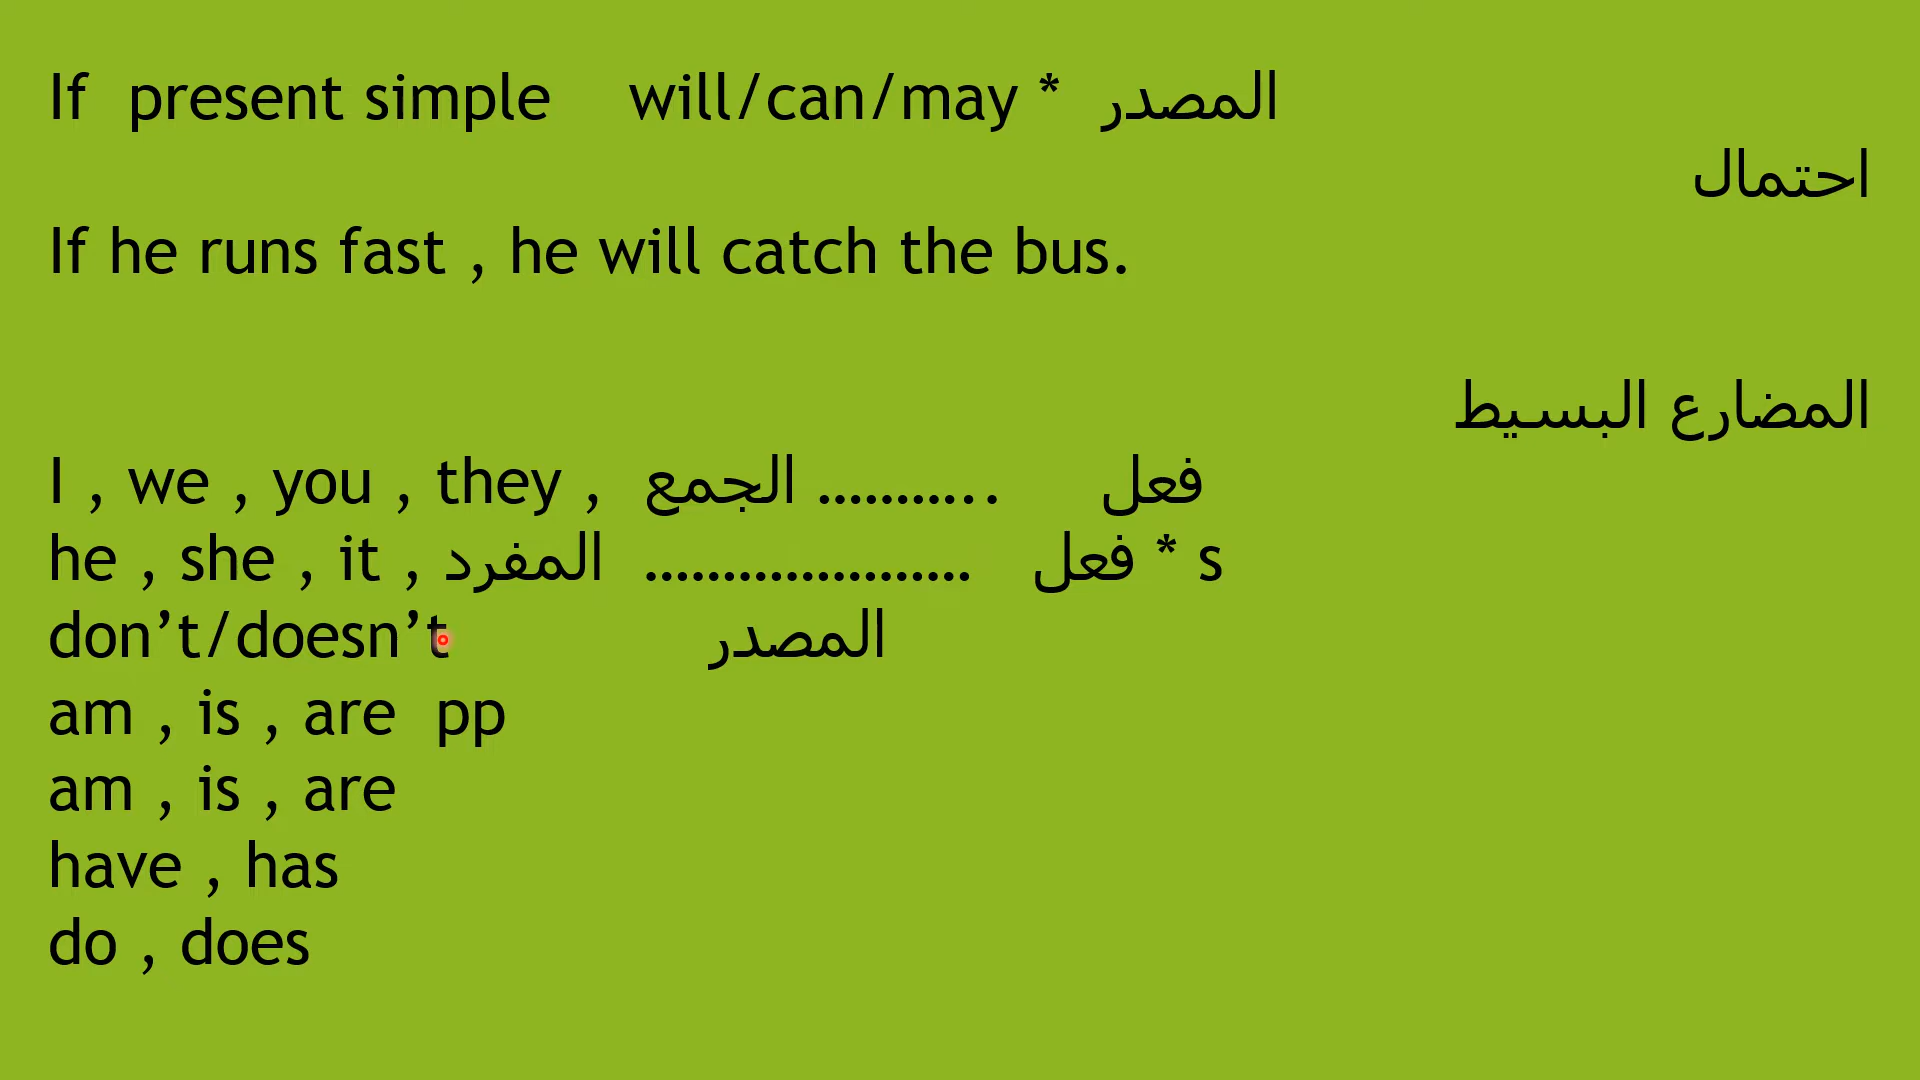 If present simple will/can/may * المصدر
احتمال
If he runs fast , he will catch the bus.
المضارع البسيط
I , we , you , they , الجمع ……….. فعل
he , she , it , المفرد ………………… فعل * s
don’t/doesn’t المصدر
am , is , are pp
am , is , are
have , has
do , does